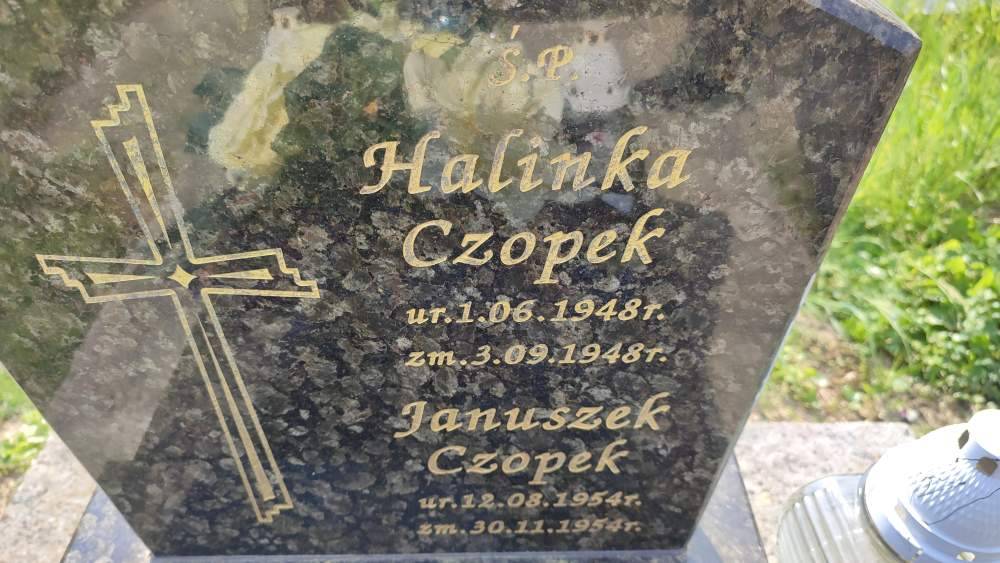 Ś.P.
Halinka
Czopek
ur.1.06.1948r.
zm.3.09.1948r.
Januszek
Czopek
ur.12.08.1954r.
zm.30.11.1954r.